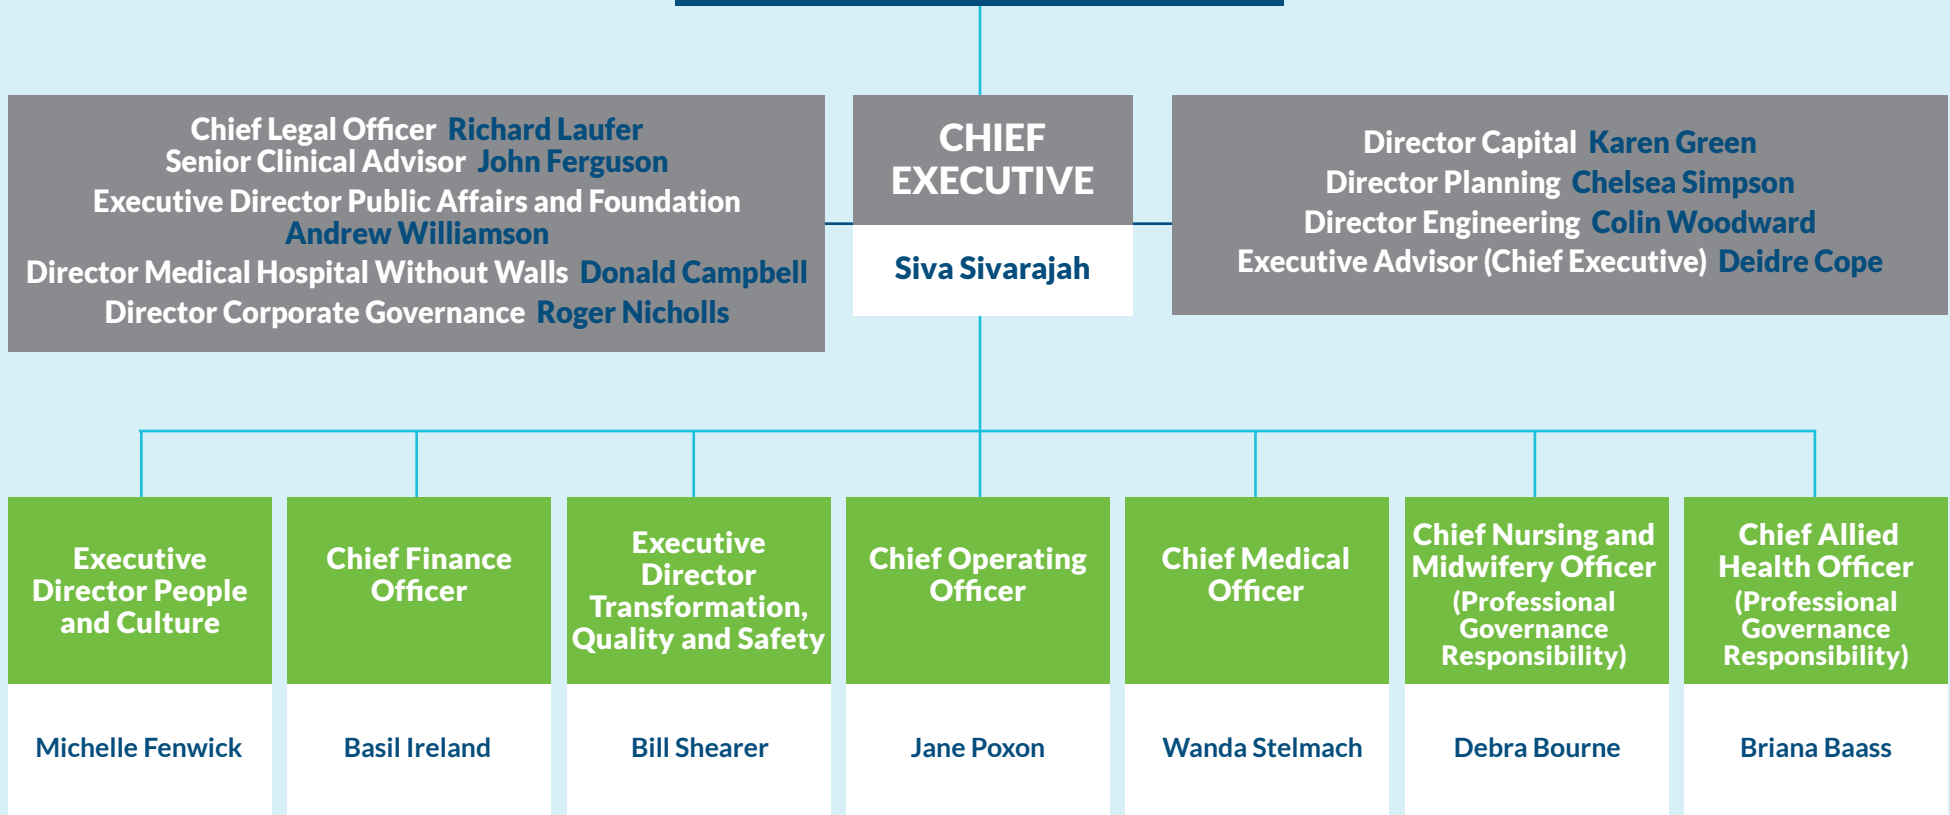 Chief Legal Officer Richard Laufer
Senior Clinical Advisor John Ferguson
Executive Director Public Affairs and Foundation
Andrew Williamson
Director Medical Hospital Without Walls Donald Campbell
Director Corporate Governance Roger Nicholls
CHIEF
EXECUTIVE
Siva Sivarajah
Director Capital Karen Green
Director Planning Chelsea Simpson
Director Engineering Colin Woodward
Executive Advisor (Chief Executive) Deidre Cope
Executive
Director People
and Culture
Michelle Fenwick
Chief Finance
Officer
Basil Ireland
Executive
Director
Transformation,
Quality and Safety
Bill Shearer
Chief Operating
Officer
Jane Poxon
Chief Medical
Officer
Wanda Stelmach
Chief Nursing and
Midwifery Officer
(Professional
Governance
Responsibility)
Debra Bourne
Chief Allied
Health Officer
(Professional
Governance
Responsibility)
Briana Baass